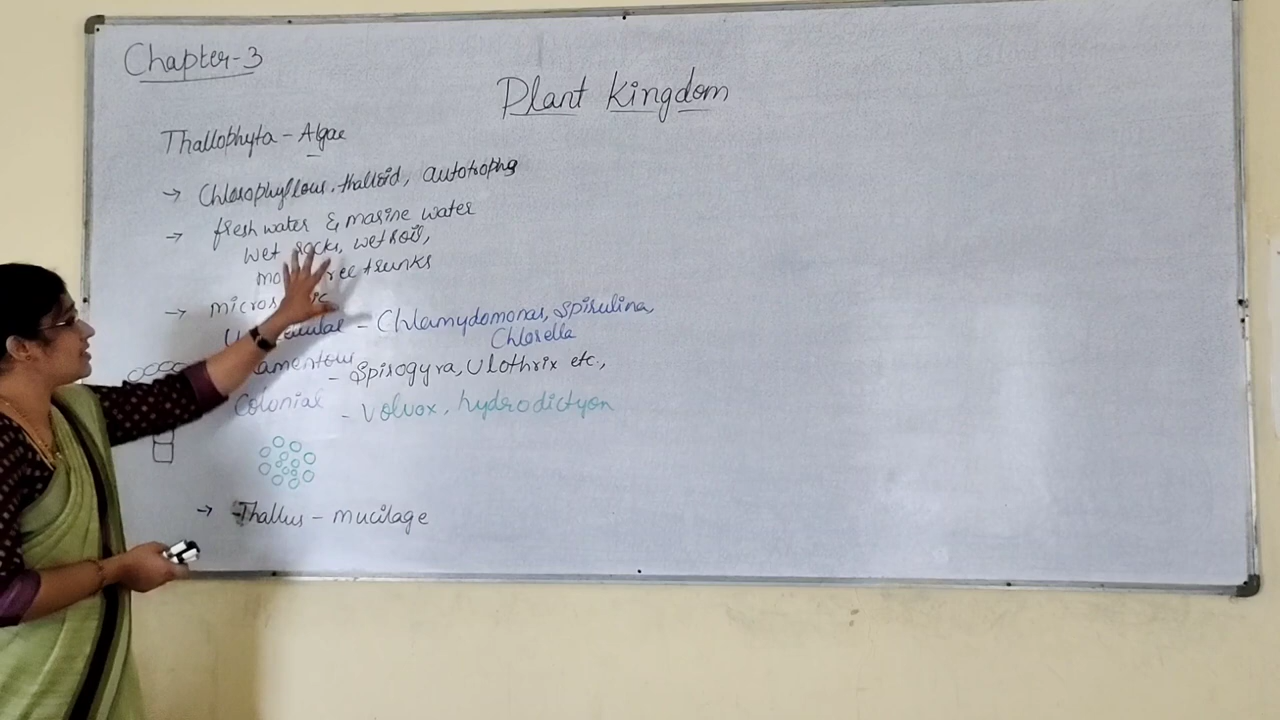 Chapter-3
Plant Kingdom
Thallophyta - Algae
→ Chlorophyllous, thalloid, autotrophs
→ fresh water & marine water
wet rocks, wet soil,
tree trunks
→
- Chlamydomonas, Spirulina,
Chlorella
- Spirogyra, Ulothrix etc.,
Colonial - Volvox, hydrodictyon
→ Thallus - mucilage